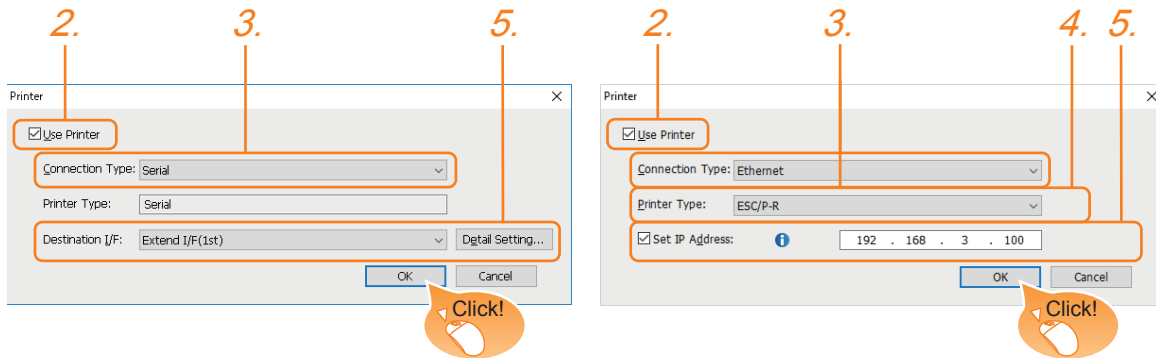 2. 3. 5.
Printer
Use Printer
Connection Type: Serial
Printer Type: Serial
Destination I/F: Extend I/F(1st) Detail Setting...
OK Cancel
Click!
2. 3. 4. 5.
Printer
Use Printer
Connection Type: Ethernet
Printer Type: ESC/P-R
Set IP Address: 192 . 168 . 3 . 100
OK Cancel
Click!